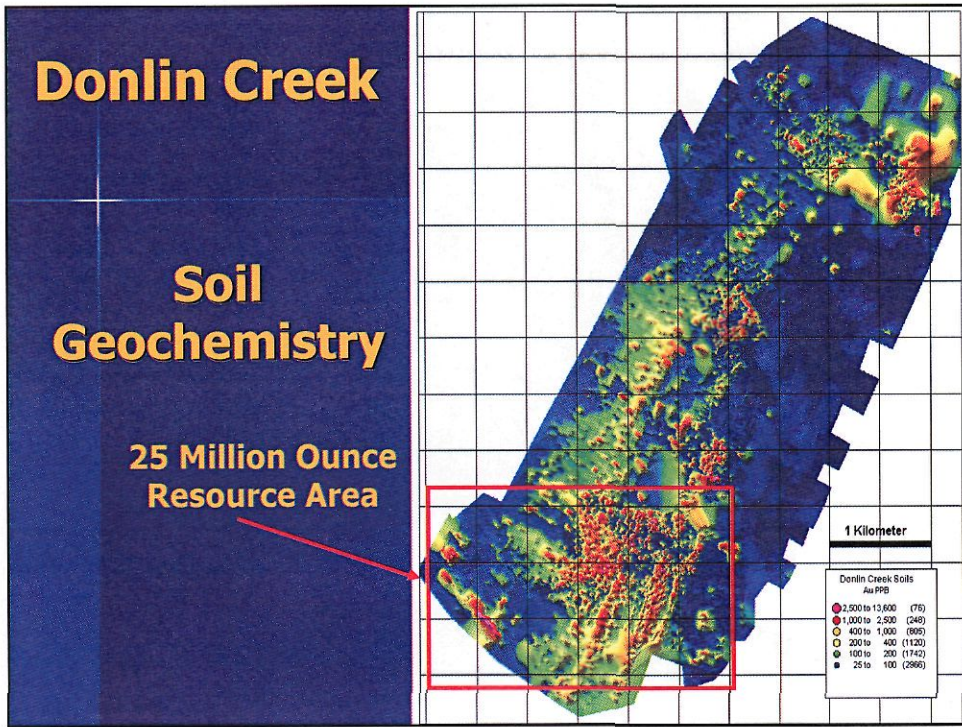 Donlin Creek
Soil
Geochemistry
25 Million Ounce
Resource Area
1 Kilometer
Donlin Creek Soils
Au PPB
2,500 to 13,600 (76)
1,000 to 2,500 (248)
400 to 1,000 (805)
200 to 400 (1120)
100 to 200 (1742)
25 to 100 (2966)